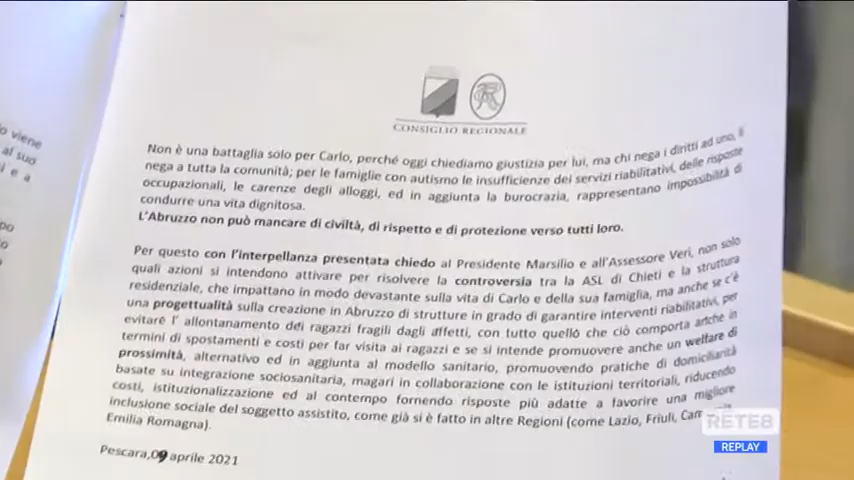 o viene
al suo
i e a
po
o
CONSIGLIO REGIONALE
Non è una battaglia solo per Carlo, perché oggi chiediamo giustizia per lui, ma chi nega i diritti ad uno, li
nega a tutta la comunità; per le famiglie con autismo le insufficienze dei servizi riabilitativi, delle risposte
occupazionali, le carenze degli alloggi, ed in aggiunta la burocrazia, rappresentano impossibilità di
condurre una vita dignitosa.
L'Abruzzo non può mancare di civiltà, di rispetto e di protezione verso tutti loro.
Per questo con l'interpellanza presentata chiedo al Presidente Marsilio e all'Assessore Verì, non solo
quali azioni si intendono attivare per risolvere la controversia tra la ASL di Chieti e la struttura
residenziale, che impattano in modo devastante sulla vita di Carlo e della sua famiglia, ma anche se c'è
una progettualità sulla creazione in Abruzzo di strutture in grado di garantire interventi riabilitativi, per
evitare l' allontanamento dei ragazzi fragili dagli affetti, con tutto quello che ciò comporta anche in
termini di spostamenti e costi per far visita ai ragazzi e se si intende promuovere anche un welfare di
prossimità, alternativo ed in aggiunta al modello sanitario, promuovendo pratiche di domiciliarità
basate su integrazione sociosanitaria, magari in collaborazione con le istituzioni territoriali, riducendo
costi, istituzionalizzazione ed al contempo fornendo risposte più adatte a favorire una migliore
inclusione sociale del soggetto assistito, come già si è fatto in altre Regioni (come Lazio, Friuli,
Emilia Romagna).
Pescara,09 aprile 2021
RETE8
REPLAY